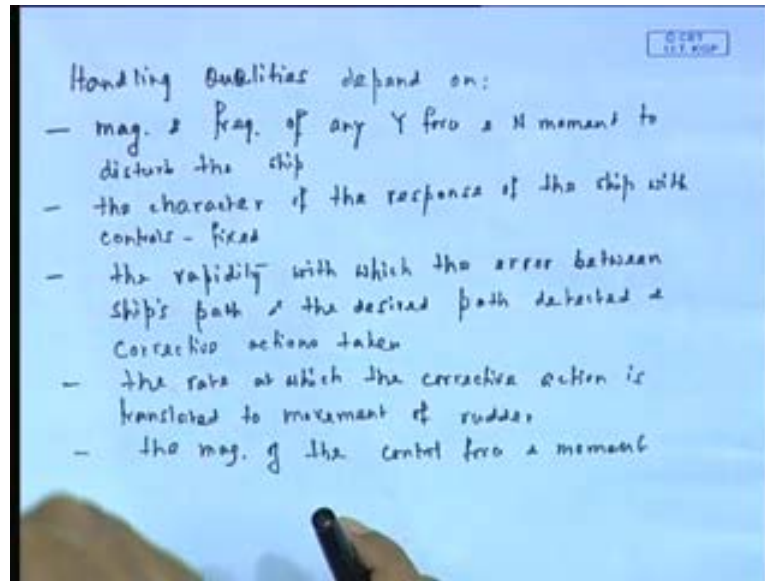 © CET
I.I.T. KGP
Handling Qualities depend on:
- mag. & freq. of any Y force & N moment to
disturb the ship
- the character of the response of the ship with
controls - fixed
- the rapidity with which the error between
ship's path & the desired path detected &
corrective actions taken
- the rate at which the corrective action is
translated to movement of rudder
- the mag. of the control force & moment